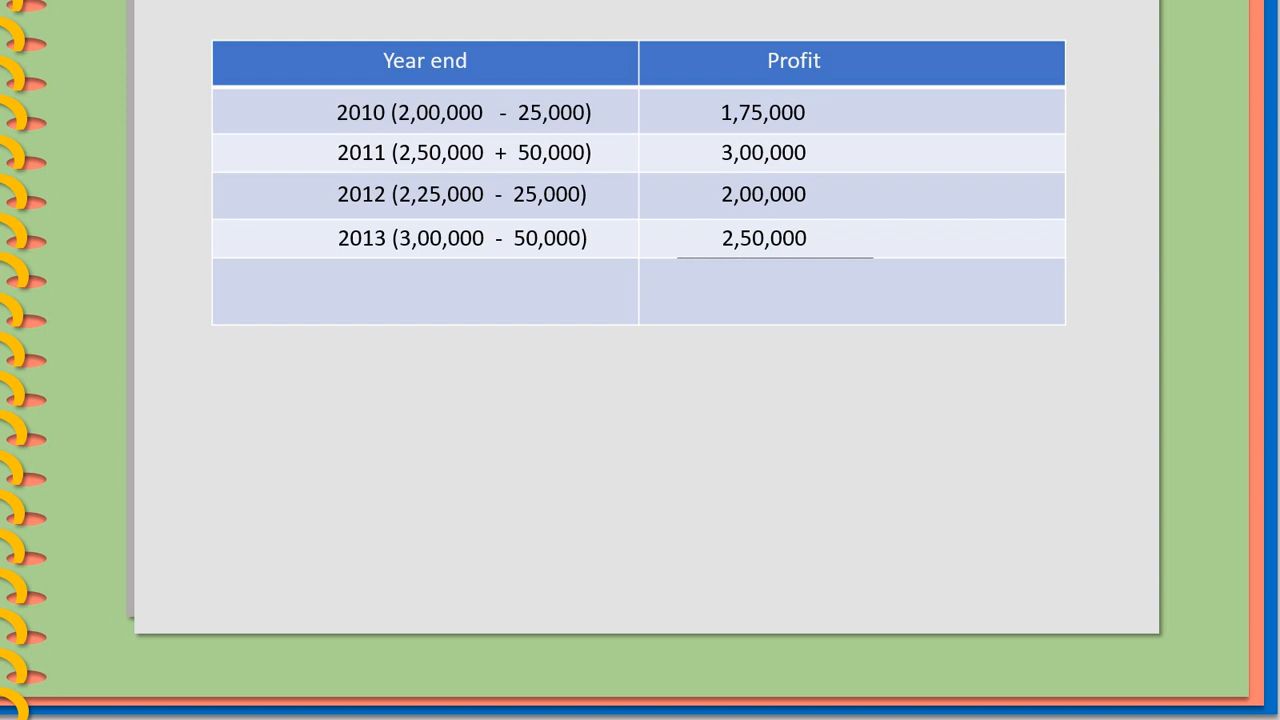 Year end Profit
2010 (2,00,000 - 25,000) 1,75,000
2011 (2,50,000 + 50,000) 3,00,000
2012 (2,25,000 - 25,000) 2,00,000
2013 (3,00,000 - 50,000) 2,50,000